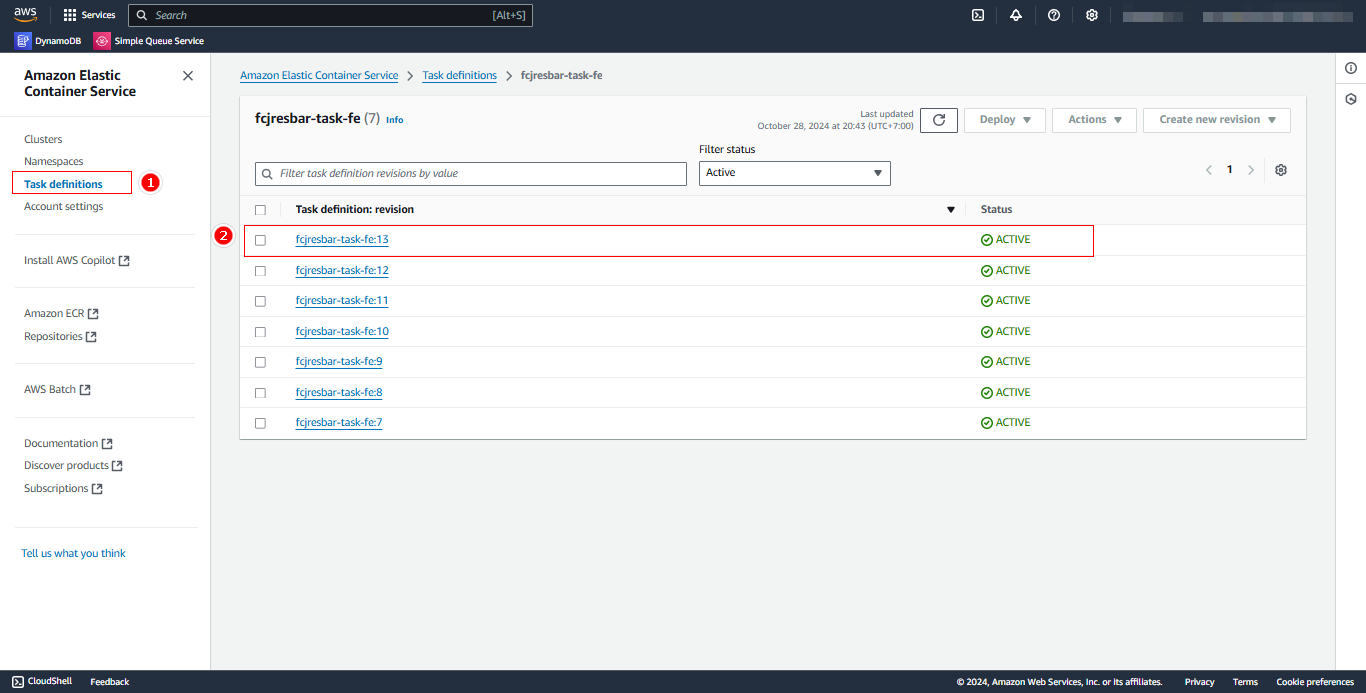 aws
Services
Search
[Alt+S]
DynamoDB
Simple Queue Service
Amazon Elastic
Container Service
Clusters
Namespaces
Task definitions
1
Account settings
Install AWS Copilot
Amazon ECR
Repositories
AWS Batch
Documentation
Discover products
Subscriptions
Tell us what you think
Amazon Elastic Container Service
Task definitions
fcjresbar-task-fe
fcjresbar-task-fe (7) Info
Last updated
October 28, 2024 at 20:43 (UTC+7:00)
Deploy
Actions
Create new revision
Filter status
Filter task definition revisions by value
Active
1
Task definition: revision
Status
2
fcjresbar-task-fe:13 ACTIVE
fcjresbar-task-fe:12 ACTIVE
fcjresbar-task-fe:11 ACTIVE
fcjresbar-task-fe:10 ACTIVE
fcjresbar-task-fe:9 ACTIVE
fcjresbar-task-fe:8 ACTIVE
fcjresbar-task-fe:7 ACTIVE
CloudShell
Feedback
© 2024, Amazon Web Services, Inc. or its affiliates.
Privacy
Terms
Cookie preferences